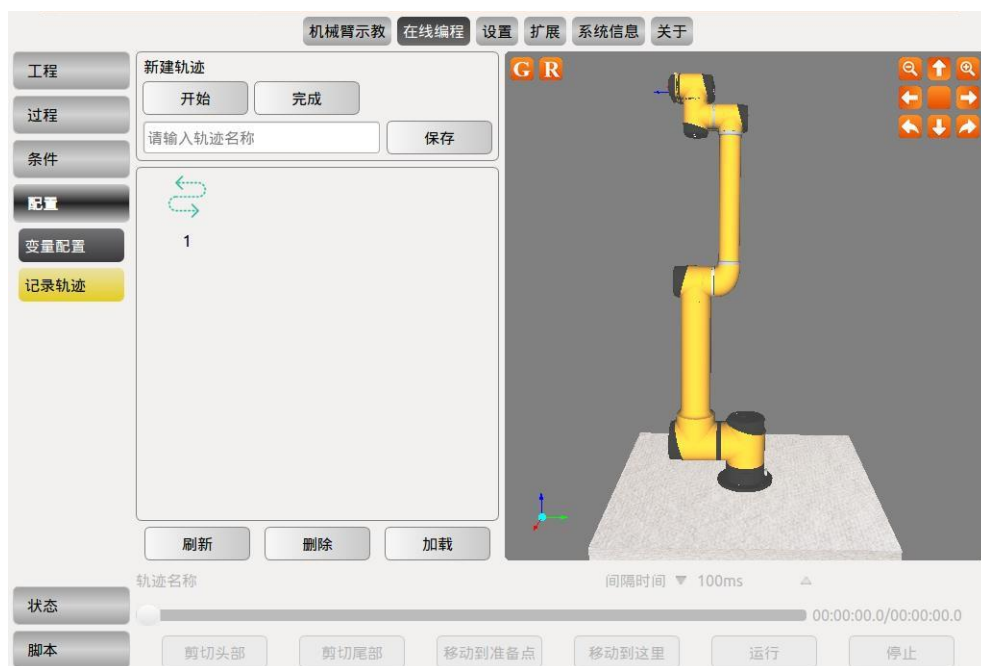 机械臂示教 在线编程 设置 扩展 系统信息 关于
工程
过程
条件
配置
变量配置
记录轨迹
状态
脚本
新建轨迹
开始 完成
请输入轨迹名称 保存
1
刷新 删除 加载
G R
轨迹名称 间隔时间 ▼ 100ms △
00:00:00.0/00:00:00.0
剪切头部 剪切尾部 移动到准备点 移动到这里 运行 停止